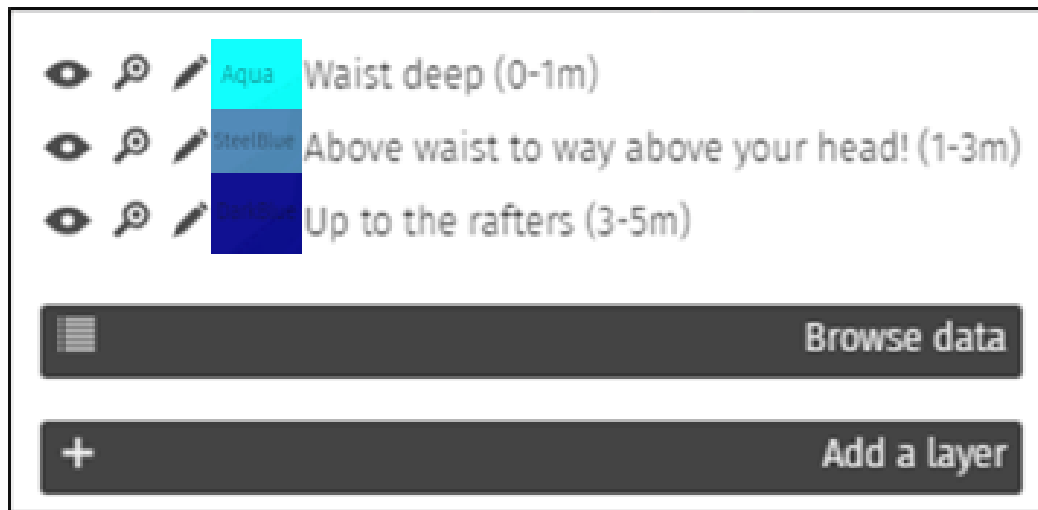 Aqua Waist deep (0-1m)
SteelBlue Above waist to way above your head! (1-3m)
DarkBlue Up to the rafters (3-5m)
Browse data
Add a layer